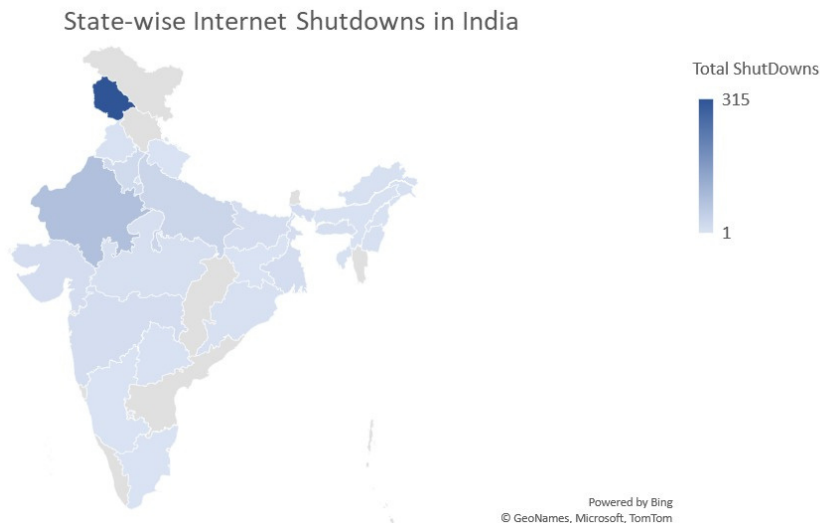 State-wise Internet Shutdowns in India
Total ShutDowns
315
1
Powered by Bing
© GeoNames, Microsoft, TomTom